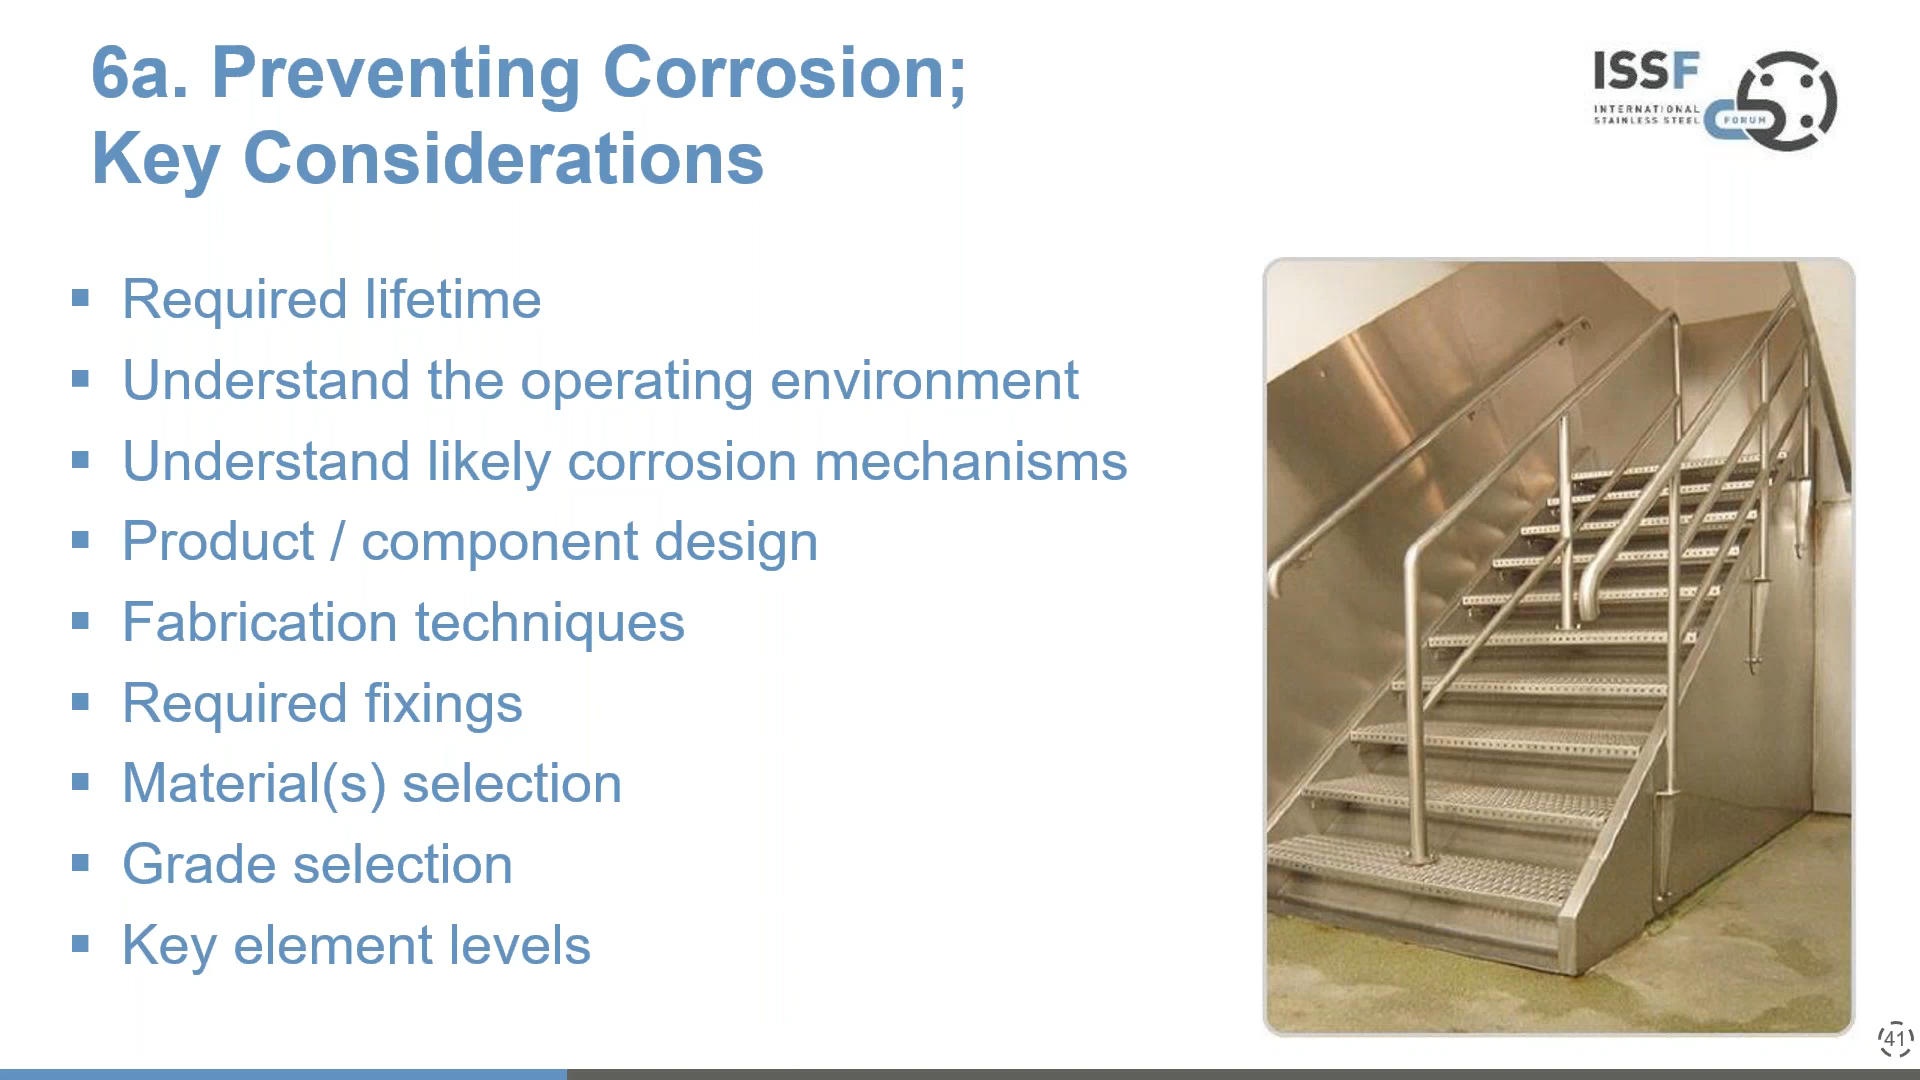 6a. Preventing Corrosion;
Key Considerations
ISSF
INTERNATIONAL
STAINLESS STEEL
FORUM
▪ Required lifetime
▪ Understand the operating environment
▪ Understand likely corrosion mechanisms
▪ Product / component design
▪ Fabrication techniques
▪ Required fixings
▪ Material(s) selection
▪ Grade selection
▪ Key element levels
41